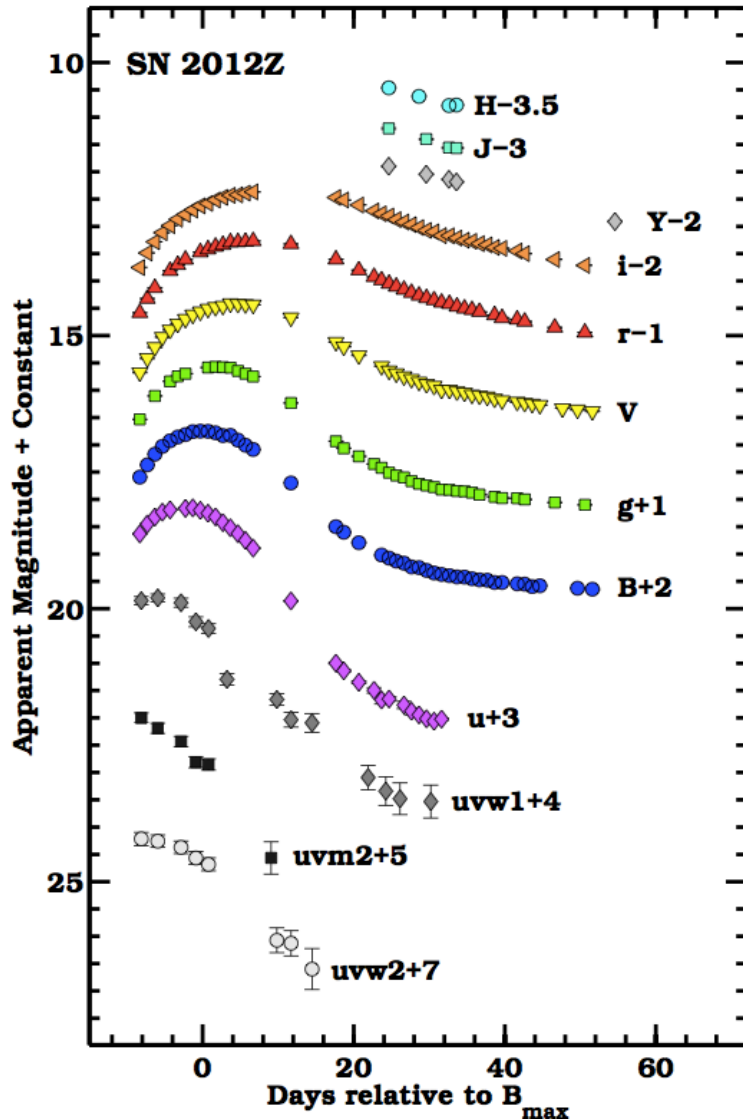 SN 2012Z
10
15
20
25
H−3.5
J−3
Y−2
i−2
r−1
V
g+1
B+2
u+3
uvw1+4
uvm2+5
uvw2+7
0
20
40
60
Apparent Magnitude + Constant
Days relative to B_max